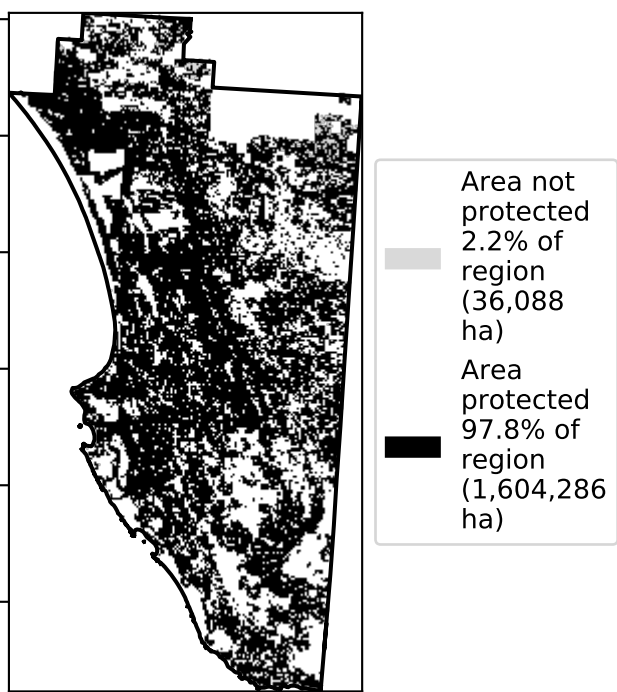 Area not
protected
2.2% of
region
(36,088
ha)
Area
protected
97.8% of
region
(1,604,286
ha)